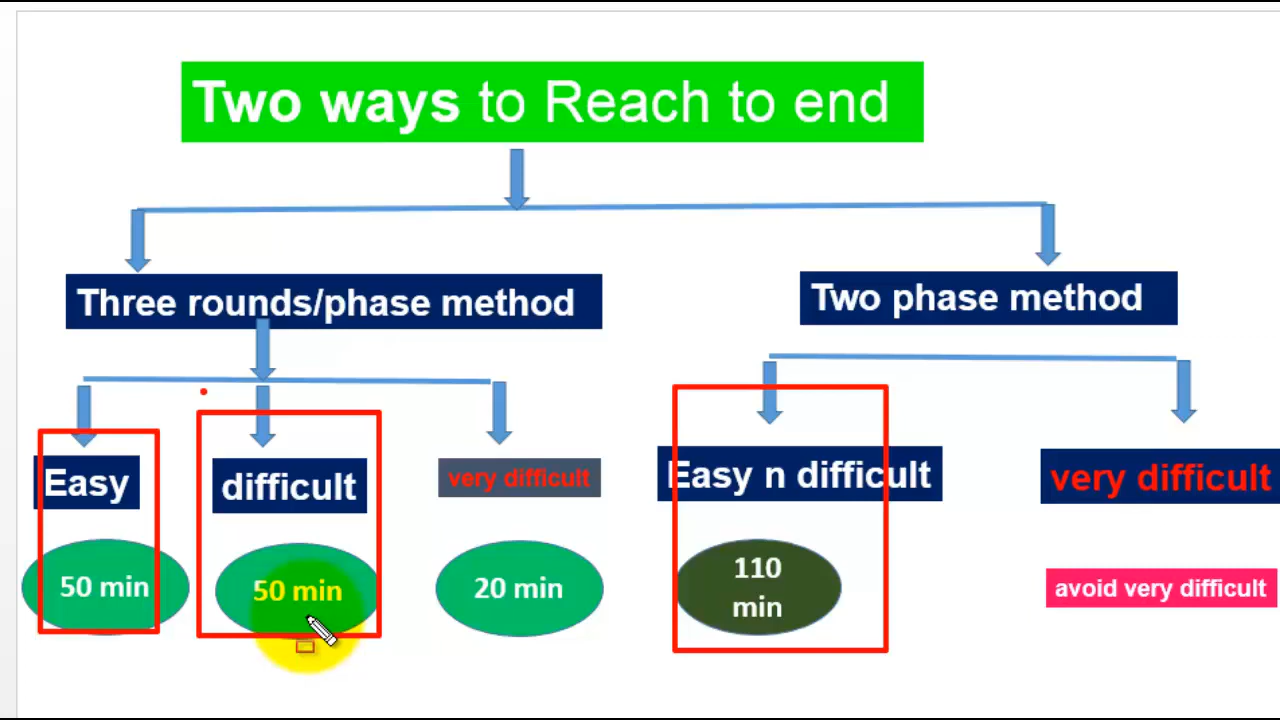 Two ways to Reach to end
Three rounds/phase method
Two phase method
Easy
difficult
very difficult
Easy n difficult
very difficult
50 min
50 min
20 min
110
min
avoid very difficult